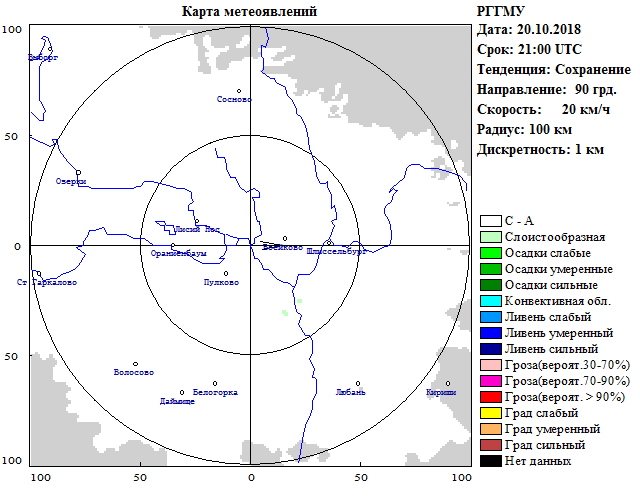 Карта метеоявлений
РГГМУ
Дата: 20.10.2018
Срок: 21:00 UTC
Тенденция: Сохранение
Направление: 90 грд.
Скорость: 20 км/ч
Радиус: 100 км
Дискретность: 1 км
С - А
Слоистообразная
Осадки слабые
Осадки умеренные
Осадки сильные
Конвективная обл.
Ливень слабый
Ливень умеренный
Ливень сильный
Гроза(вероят.30-70%)
Гроза(вероят.70-90%)
Гроза(вероят. > 90%)
Град слабый
Град умеренный
Град сильный
Нет данных
100
50
0
50
100
100
50
0
50
100
Выборг
Сосново
Озерки
Лисий Нос
Ораниенбаум
Воейково
Шлиссельбург
Ст. Гаркалово
Пулково
Волосово
Дивмице
Белогорка
Любань
Кириши